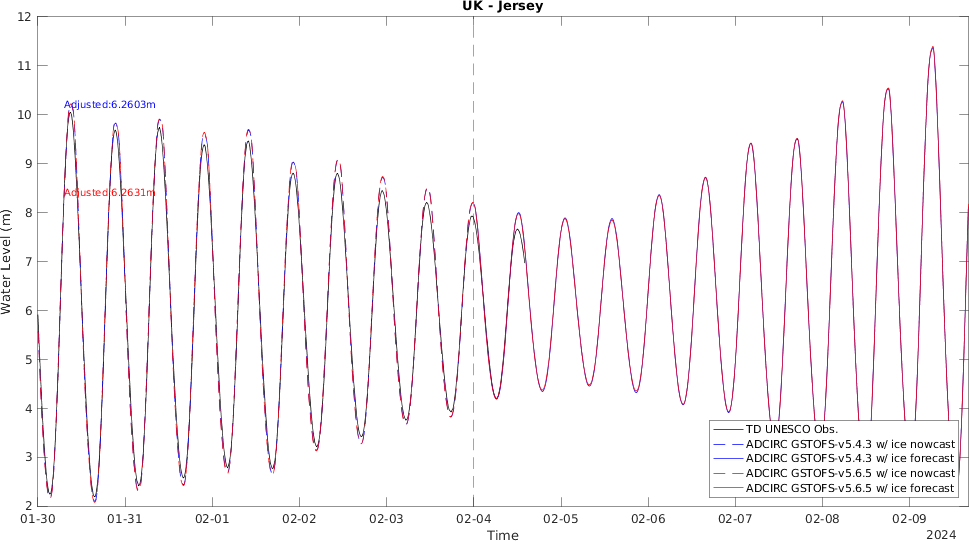 UK - Jersey
12
11
10
9
8
7
6
5
4
3
2
Water Level (m)
Adjusted:6.2603m
Adjusted:6.2631m
TD UNESCO Obs.
ADCIRC GSTOFS-v5.4.3 w/ ice nowcast
ADCIRC GSTOFS-v5.4.3 w/ ice forecast
ADCIRC GSTOFS-v5.6.5 w/ ice nowcast
ADCIRC GSTOFS-v5.6.5 w/ ice forecast
01-30 01-31 02-01 02-02 02-03 02-04 02-05 02-06 02-07 02-08 02-09
Time
2024